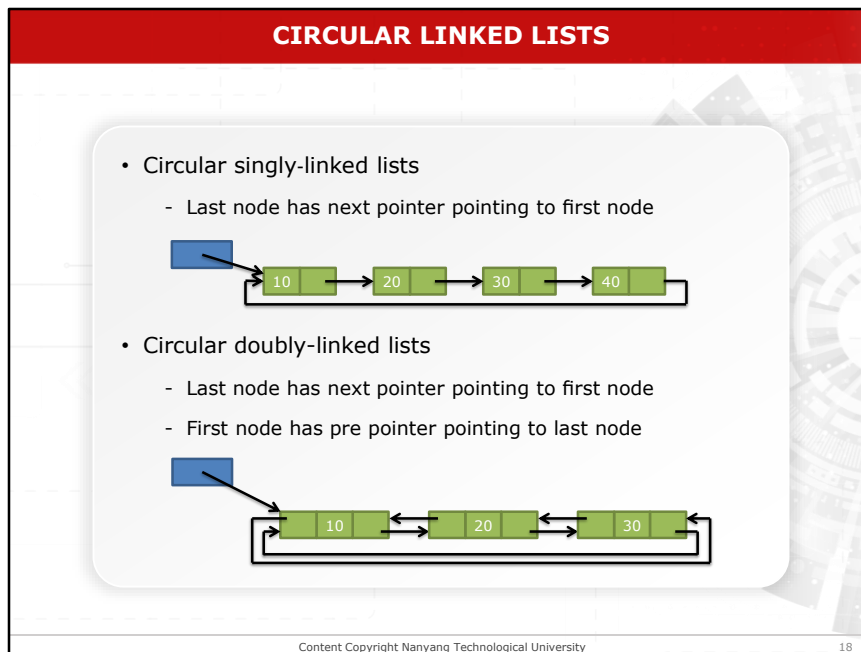 CIRCULAR LINKED LISTS
• Circular singly-linked lists
- Last node has next pointer pointing to first node
10 20 30 40
• Circular doubly-linked lists
- Last node has next pointer pointing to first node
- First node has pre pointer pointing to last node
10 20 30
Content Copyright Nanyang Technological University 18